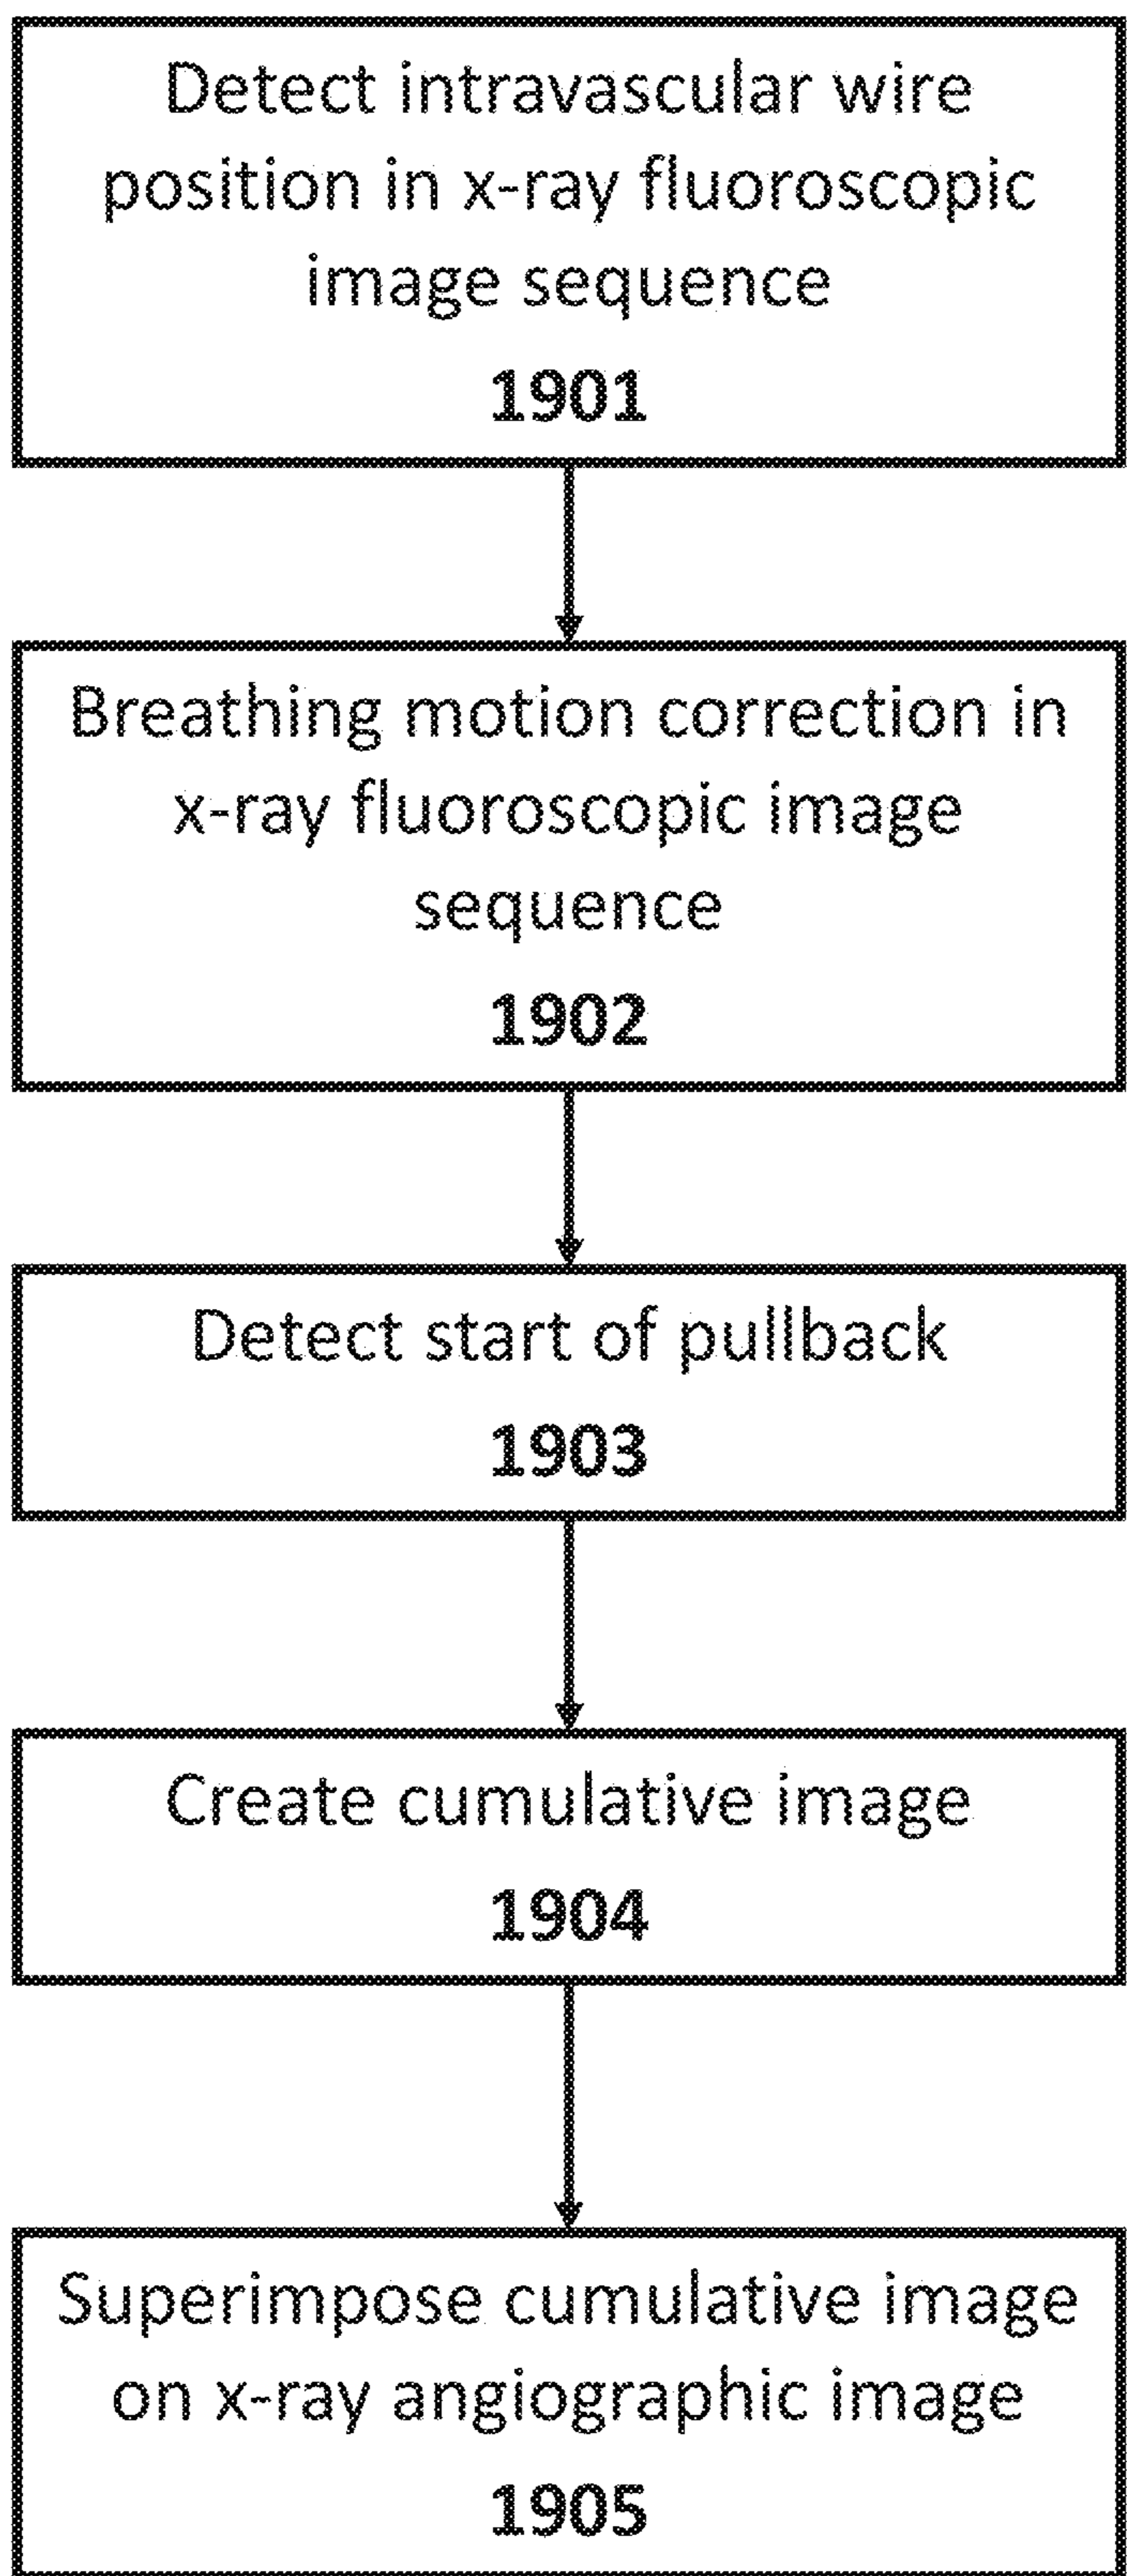 Detect intravascular wire
position in x-ray fluoroscopic
image sequence
1901
Breathing motion correction in
x-ray fluoroscopic image
sequence
1902
Detect start of pullback
1903
Create cumulative image
1904
Superimpose cumulative image
on x-ray angiographic image
1905